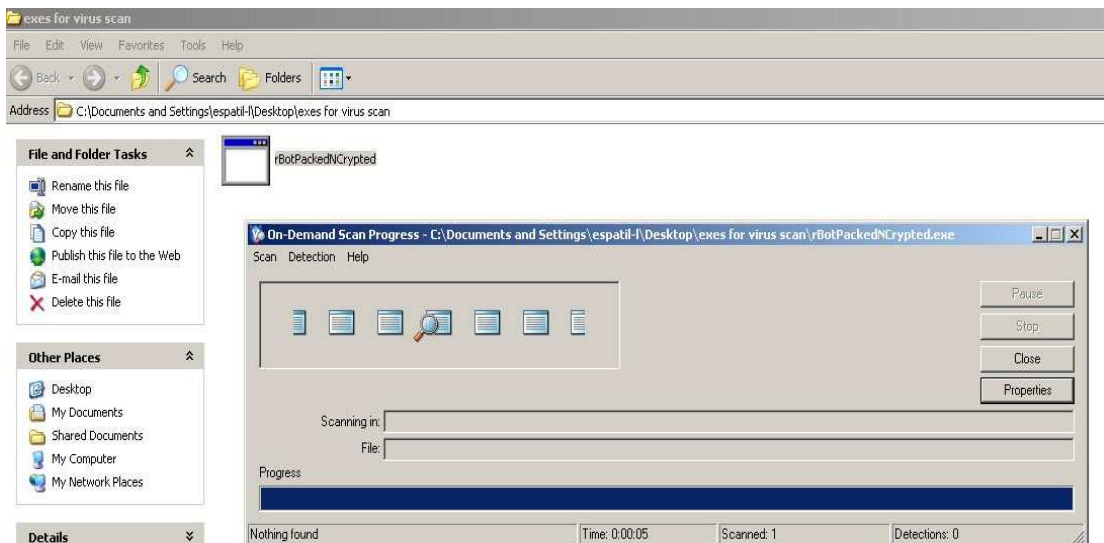 exes for virus scan
File Edit View Favorites Tools Help
Back Search Folders
Address C:\Documents and Settings\espatil-l\Desktop\exes for virus scan
File and Folder Tasks
Rename this file
Move this file
Copy this file
Publish this file to the Web
E-mail this file
Delete this file
Other Places
Desktop
My Documents
Shared Documents
My Computer
My Network Places
Details
rBotPackedNCrypted
On-Demand Scan Progress - C:\Documents and Settings\espatil-l\Desktop\exes for virus scan\rBotPackedNCrypted.exe
Scan Detection Help
Pause
Stop
Close
Properties
Scanning in:
File:
Progress
Nothing found Time: 0:00:05 Scanned: 1 Detections: 0